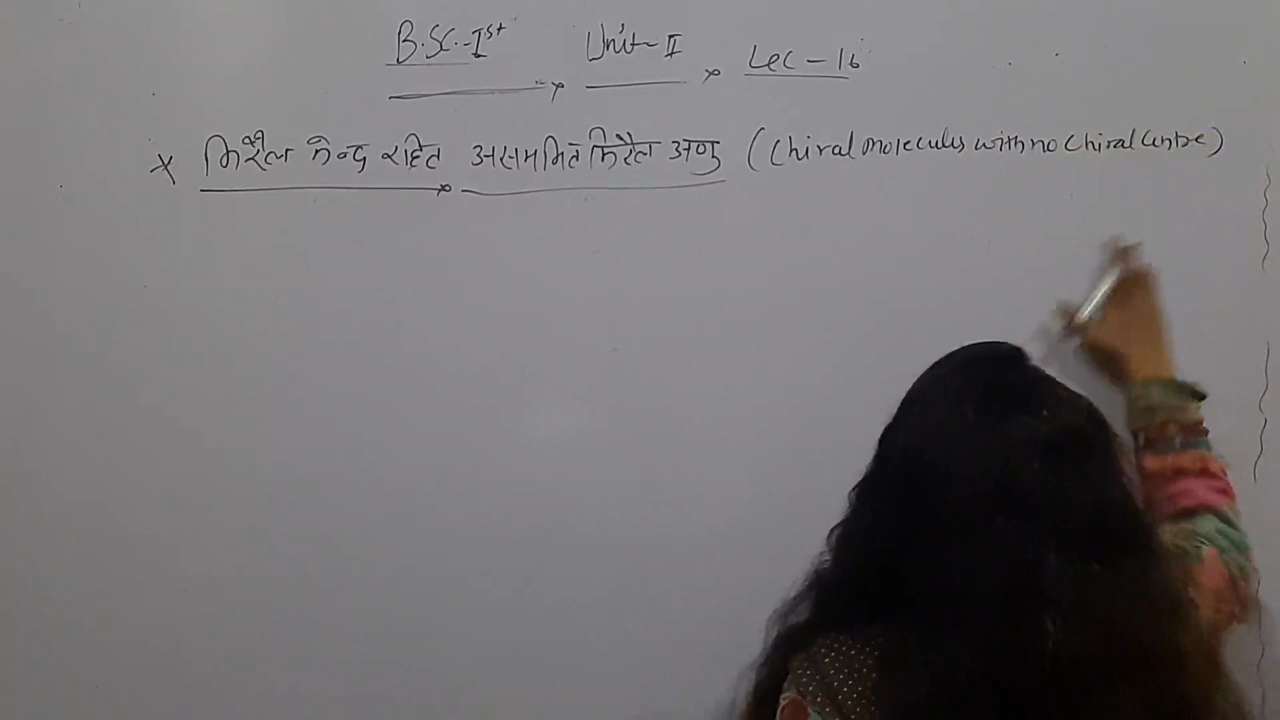 B.SC.-Ist Unit-II Lec-16
* किरैल केन्द्र रहित असममित किरैल अणु (Chiral molecules with no Chiral Centre)